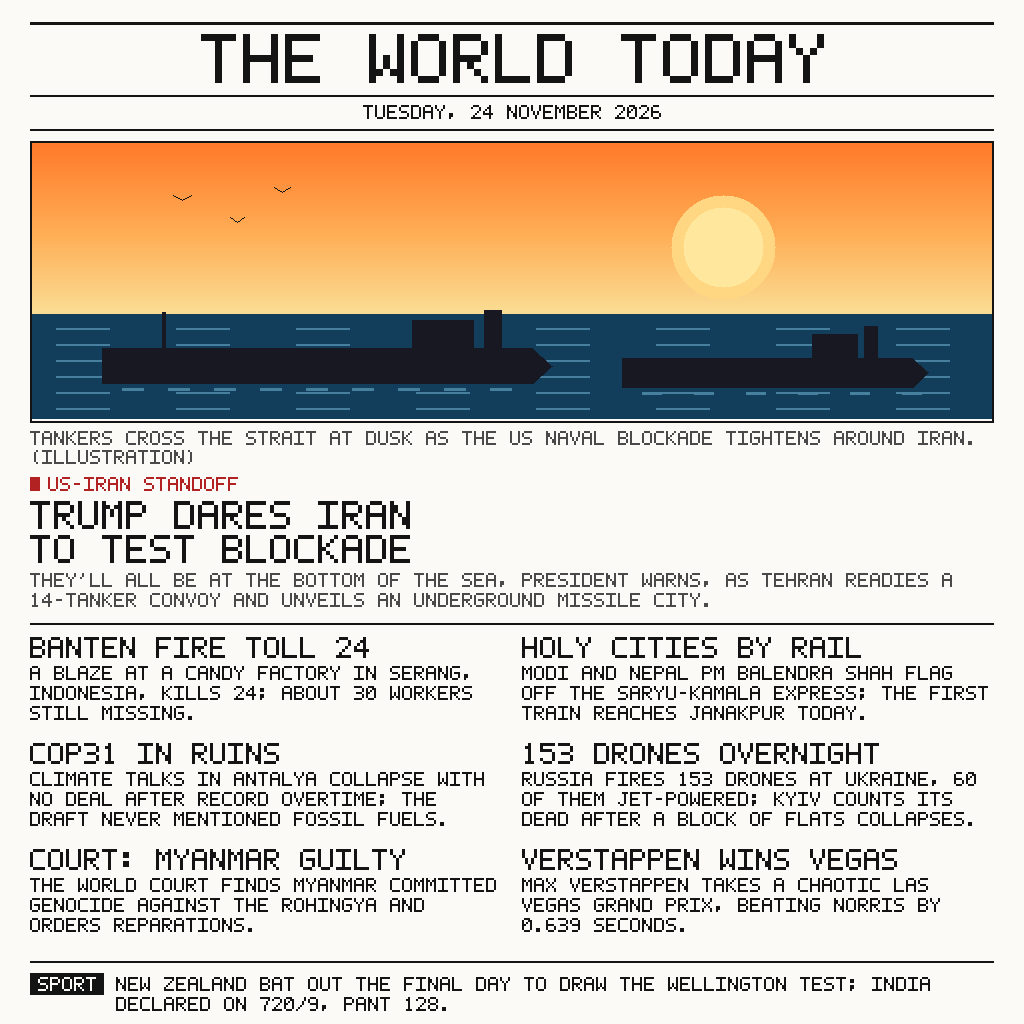 THE WORLD TODAY
TUESDAY, 24 NOVEMBER 2026
TANKERS CROSS THE STRAIT AT DUSK AS THE US NAVAL BLOCKADE TIGHTENS AROUND IRAN.
(ILLUSTRATION)
US-IRAN STANDOFF
TRUMP DARES IRAN
TO TEST BLOCKADE
THEY'LL ALL BE AT THE BOTTOM OF THE SEA, PRESIDENT WARNS, AS TEHRAN READIES A
14-TANKER CONVOY AND UNVEILS AN UNDERGROUND MISSILE CITY.
BANTEN FIRE TOLL 24
A BLAZE AT A CANDY FACTORY IN SERANG,
INDONESIA, KILLS 24; ABOUT 30 WORKERS
STILL MISSING.
HOLY CITIES BY RAIL
MODI AND NEPAL PM BALENDRA SHAH FLAG
OFF THE SARYU-KAMALA EXPRESS; THE FIRST
TRAIN REACHES JANAKPUR TODAY.
COP31 IN RUINS
CLIMATE TALKS IN ANTALYA COLLAPSE WITH
NO DEAL AFTER RECORD OVERTIME; THE
DRAFT NEVER MENTIONED FOSSIL FUELS.
153 DRONES OVERNIGHT
RUSSIA FIRES 153 DRONES AT UKRAINE, 60
OF THEM JET-POWERED; KYIV COUNTS ITS
DEAD AFTER A BLOCK OF FLATS COLLAPSES.
COURT: MYANMAR GUILTY
THE WORLD COURT FINDS MYANMAR COMMITTED
GENOCIDE AGAINST THE ROHINGYA AND
ORDERS REPARATIONS.
VERSTAPPEN WINS VEGAS
MAX VERSTAPPEN TAKES A CHAOTIC LAS
VEGAS GRAND PRIX, BEATING NORRIS BY
0.639 SECONDS.
SPORT NEW ZEALAND BAT OUT THE FINAL DAY TO DRAW THE WELLINGTON TEST; INDIA
DECLARED ON 720/9, PANT 128.